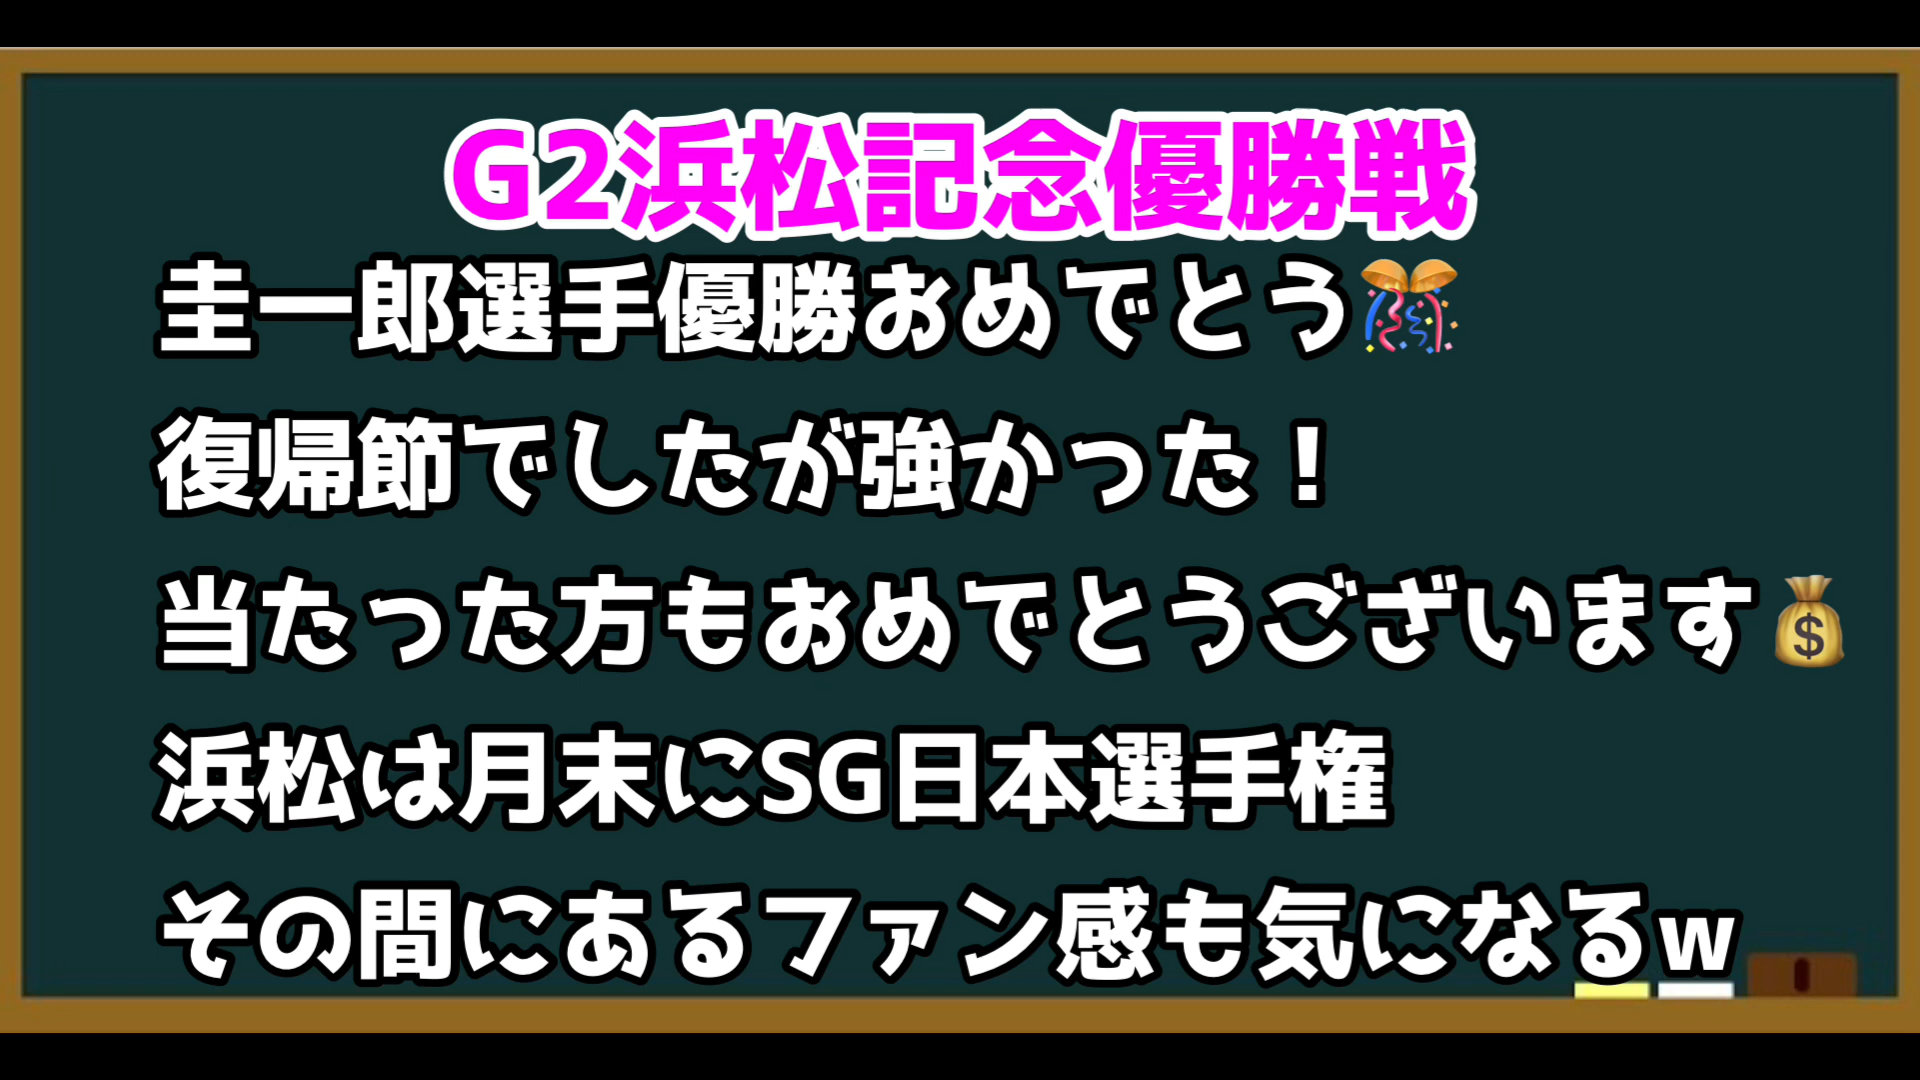 G2浜松記念優勝戦
圭一郎選手優勝おめでとう🎊
復帰節でしたが強かった！
当たった方もおめでとうございます💰
浜松は月末にSG日本選手権
その間にあるファン感も気になるw